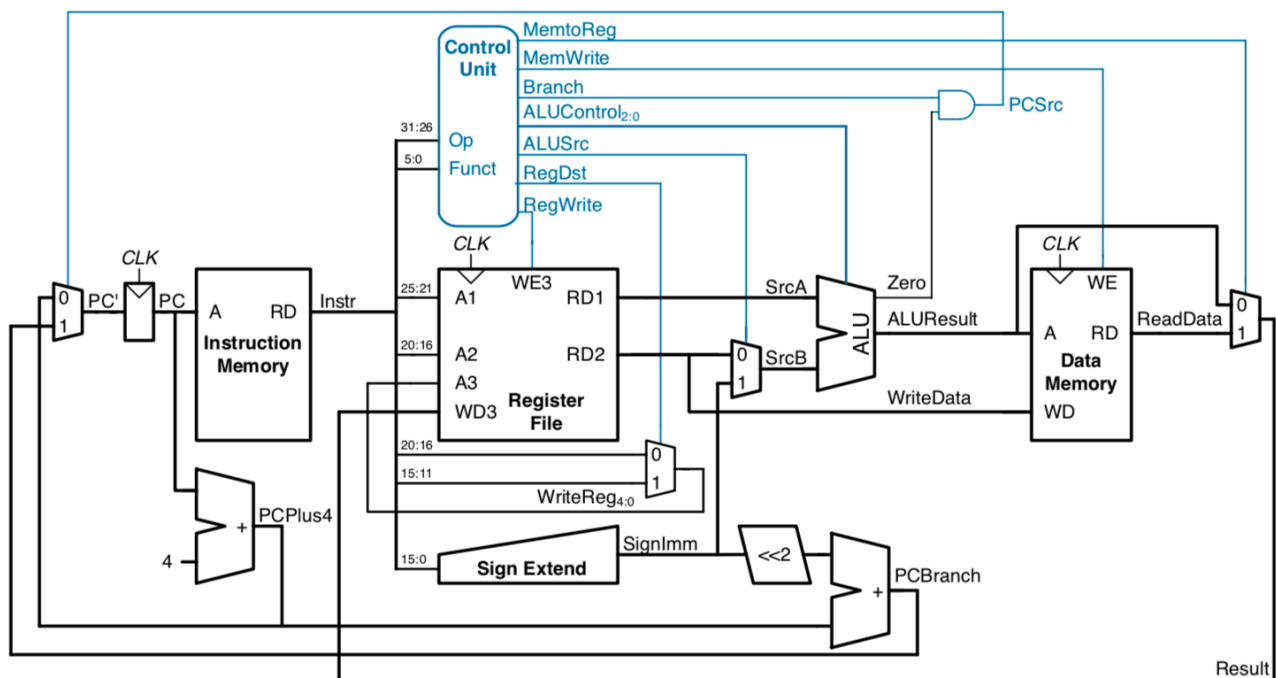 MemtoReg
Control
Unit
MemWrite
Branch
PCSrc
ALUControl2:0
31:26
Op
ALUSrc
5:0
Funct
RegDst
RegWrite
CLK
CLK
CLK
0
1
PC'
PC
A
RD
Instruction
Memory
Instr
25:21
A1
WE3
RD1
20:16
A2
RD2
A3
WD3
Register
File
SrcA
0
1
SrcB
ALU
Zero
ALUResult
WriteData
WE
A
RD
Data
Memory
WD
ReadData
0
1
20:16
0
15:11
1
WriteReg4:0
PCPlus4
+
4
15:0
Sign Extend
SignImm
<<2
+
PCBranch
Result